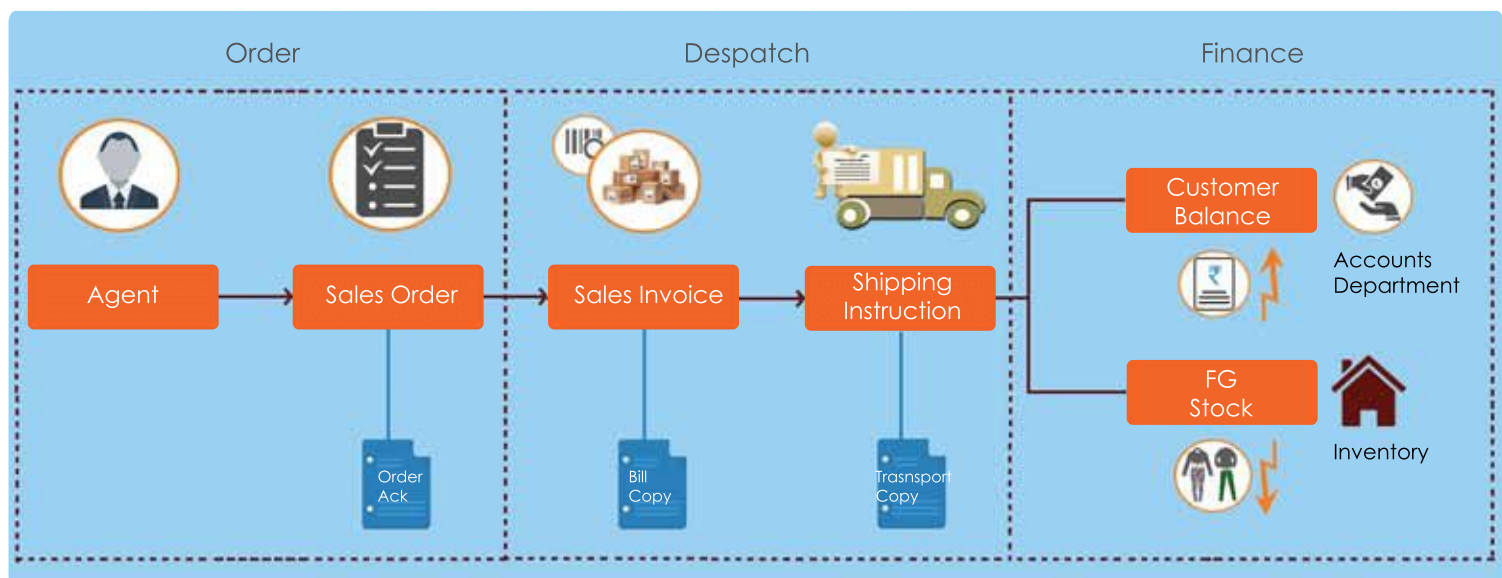 Order
Despatch
Finance
Agent
Sales Order
Sales Invoice
Shipping
Instruction
Customer
Balance
₹
Accounts
Department
FG
Stock
Inventory
Order
Ack
Bill
Copy
Trasnsport
Copy